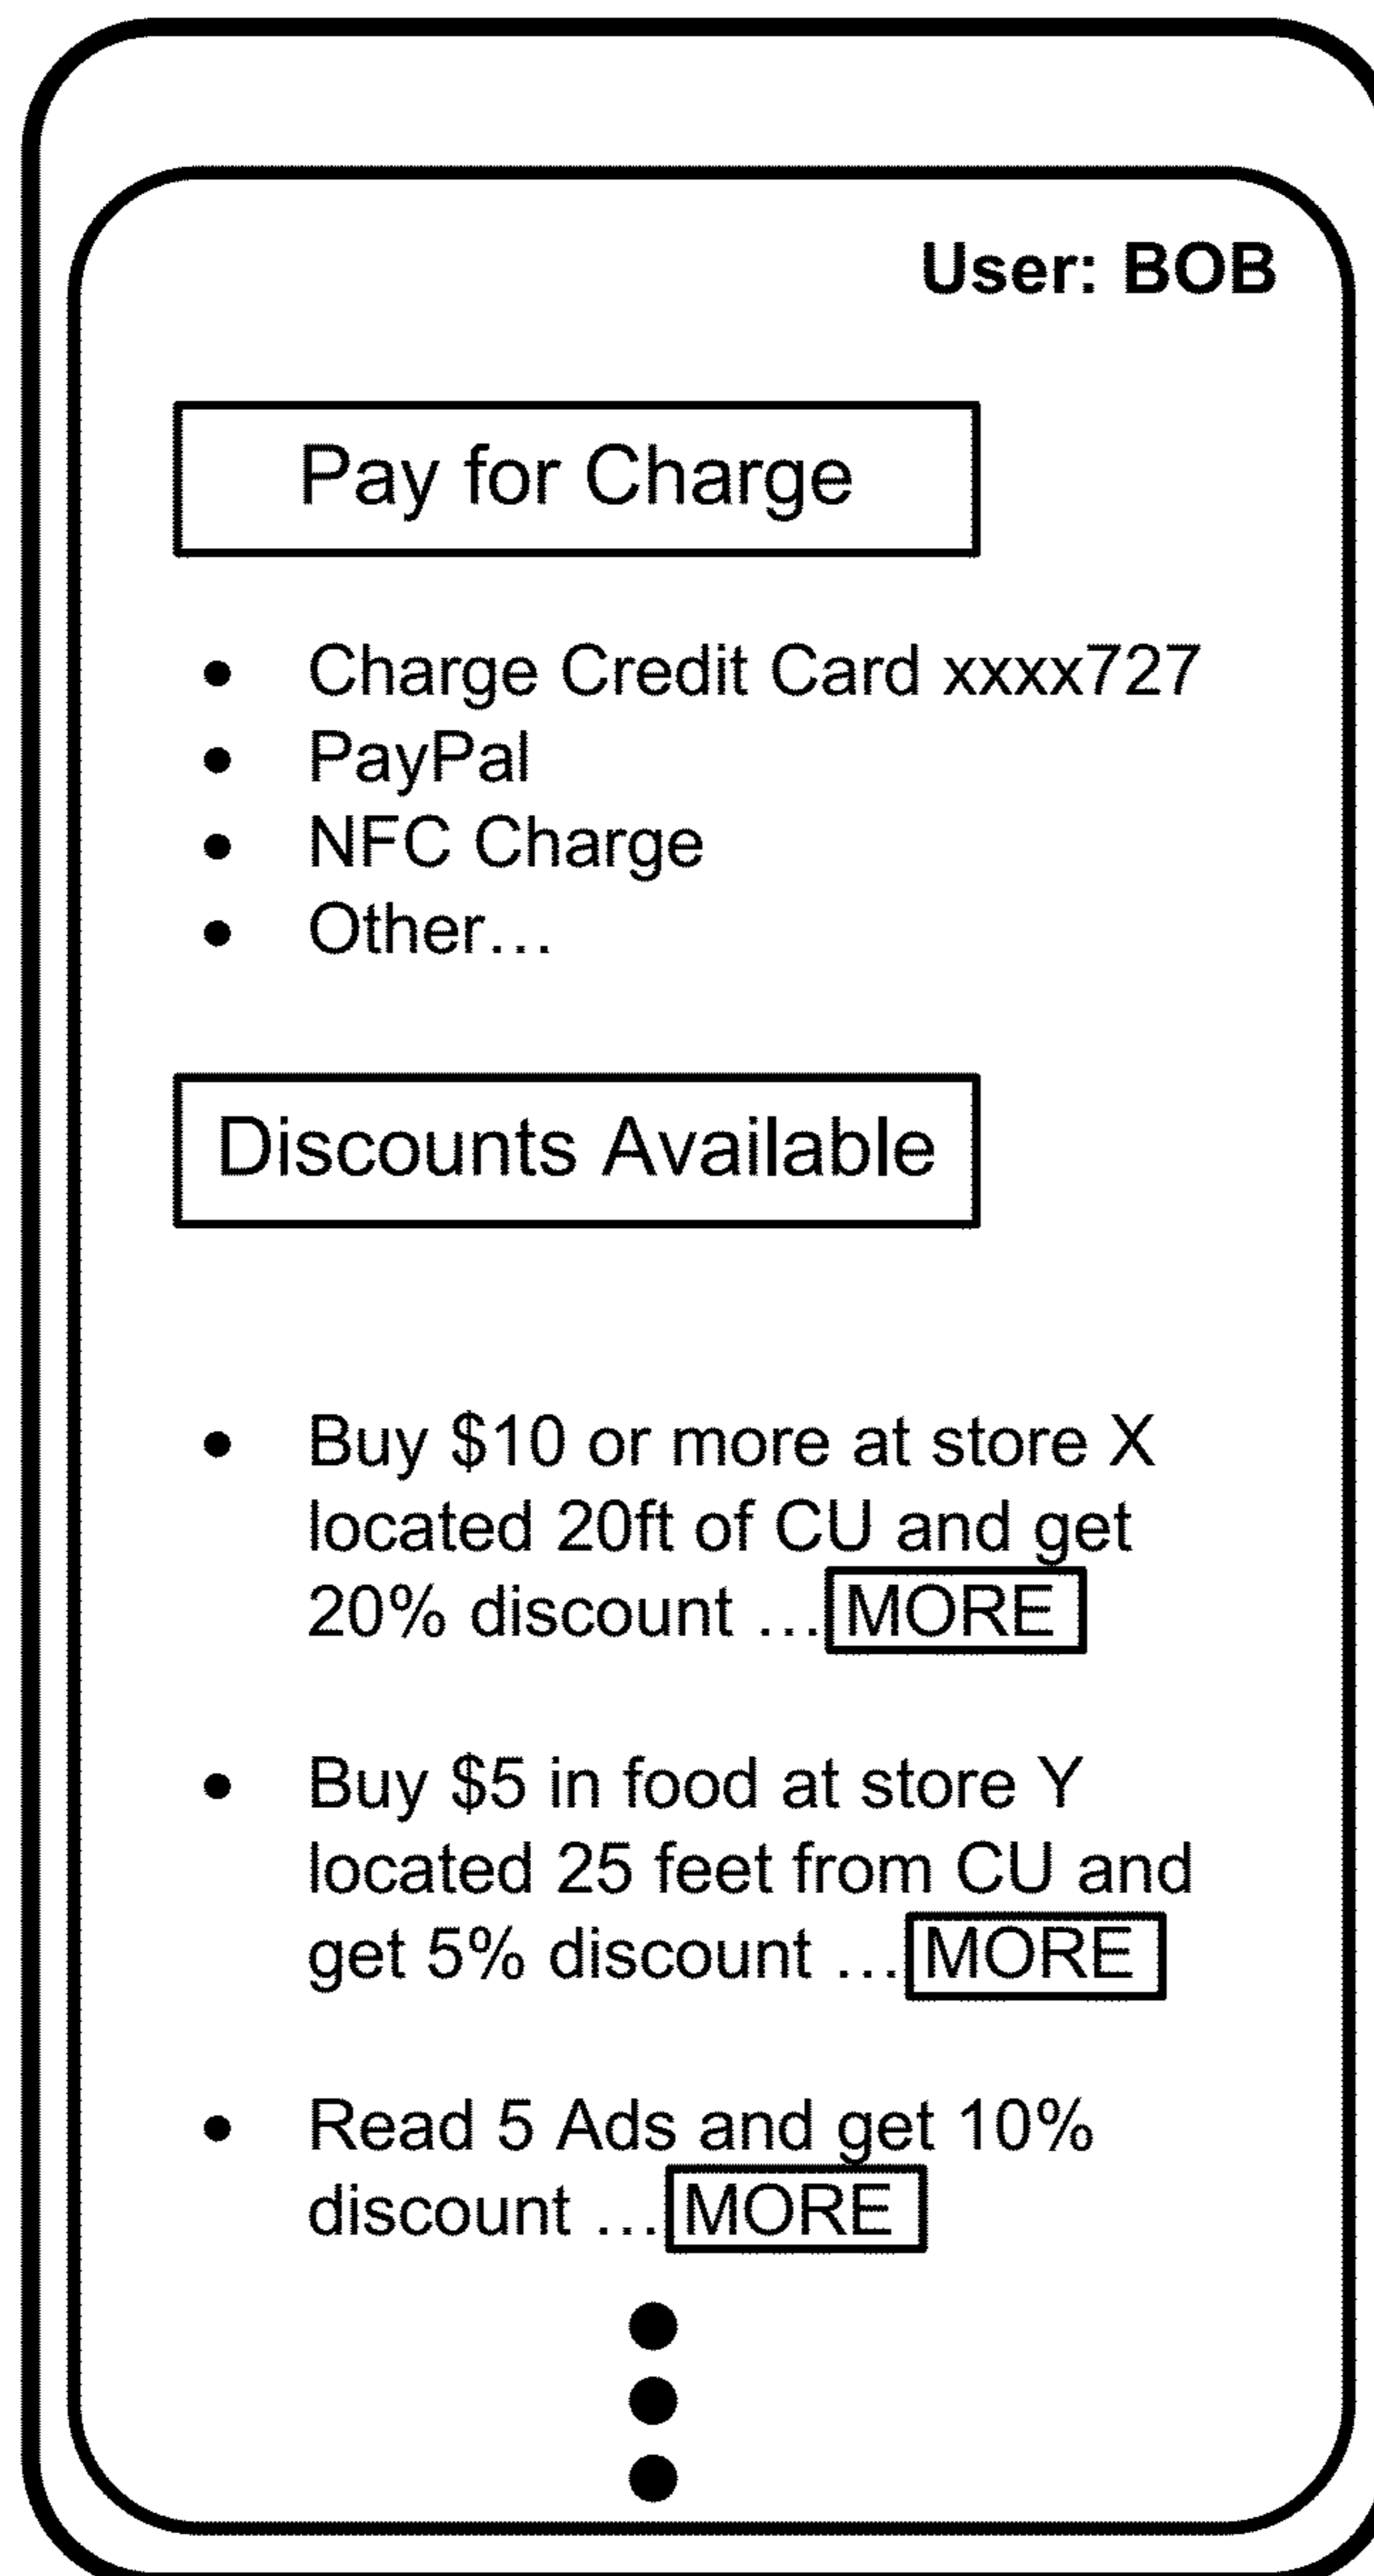 User: BOB
Pay for Charge
• Charge Credit Card xxxx727
• PayPal
• NFC Charge
• Other…
Discounts Available
• Buy $10 or more at store X
located 20ft of CU and get
20% discount …MORE
• Buy $5 in food at store Y
located 25 feet from CU and
get 5% discount …MORE
• Read 5 Ads and get 10%
discount …MORE